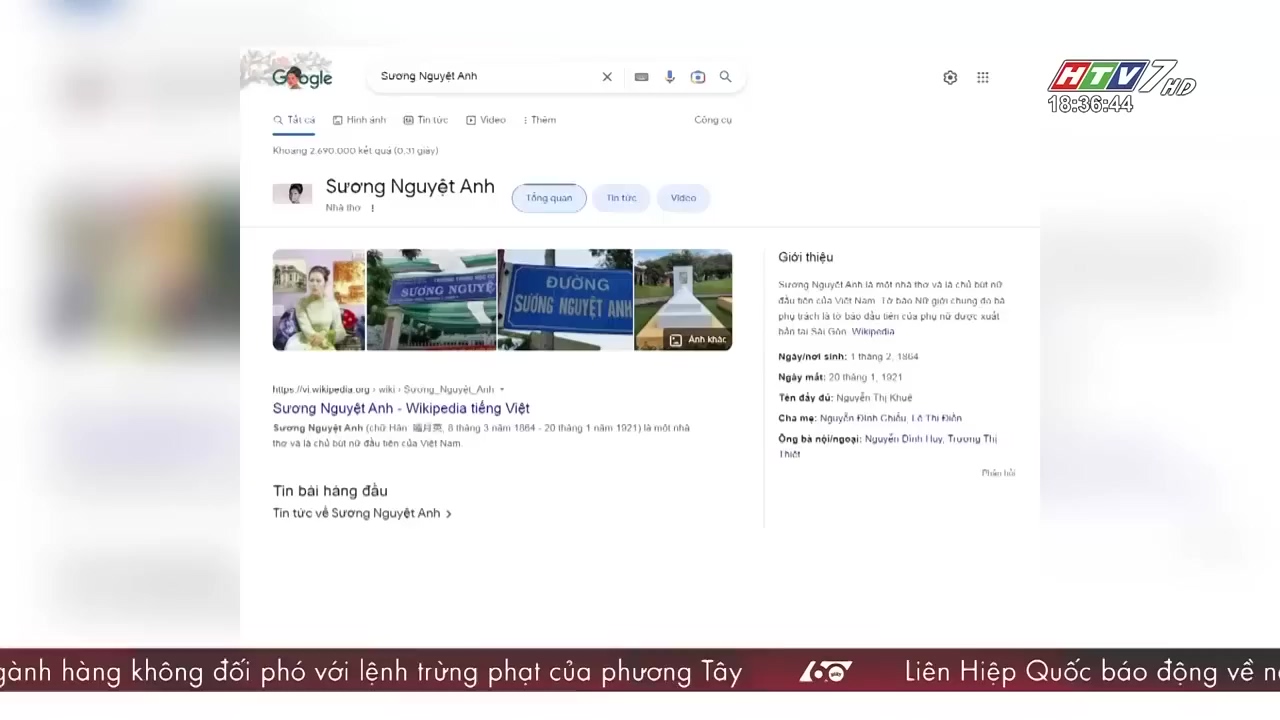 Google
Sương Nguyệt Anh
HTV7 HD
18:36:44
Tất cả
Hình ảnh
Tin tức
Video
Thêm
Công cụ
Khoảng 2.690.000 kết quả (0,31 giây)
Sương Nguyệt Anh
Nhà thơ
Tổng quan
Tin tức
Video
SƯƠNG NGUYỆ
ĐƯỜNG
SƯƠNG NGUYỆT ANH
Ảnh khác
https://vi.wikipedia.org › wiki › Sương_Nguyệt_Anh
Sương Nguyệt Anh - Wikipedia tiếng Việt
Sương Nguyệt Anh (chữ Hán: 孀月英, 8 tháng 3 năm 1864 - 20 tháng 1 năm 1921) là một nhà
thơ và là chủ bút nữ đầu tiên của Việt Nam.
Tin bài hàng đầu
Tin tức về Sương Nguyệt Anh
Giới thiệu
Sương Nguyệt Anh là một nhà thơ và là chủ bút nữ
đầu tiên của Việt Nam. Tờ báo Nữ giới chung do bà
phụ trách là tờ báo đầu tiên của phụ nữ được xuất
bản tại Sài Gòn. Wikipedia
Ngày/nơi sinh: 1 tháng 2, 1864
Ngày mất: 20 tháng 1, 1921
Tên đầy đủ: Nguyễn Thị Khuê
Cha mẹ: Nguyễn Đình Chiểu, Lê Thị Điền
Ông bà nội/ngoại: Nguyễn Đình Huy, Trương Thị
Thiệt
Phản hồi
gành hàng không đối phó với lệnh trừng phạt của phương Tây
60 giây
Liên Hiệp Quốc báo động về n